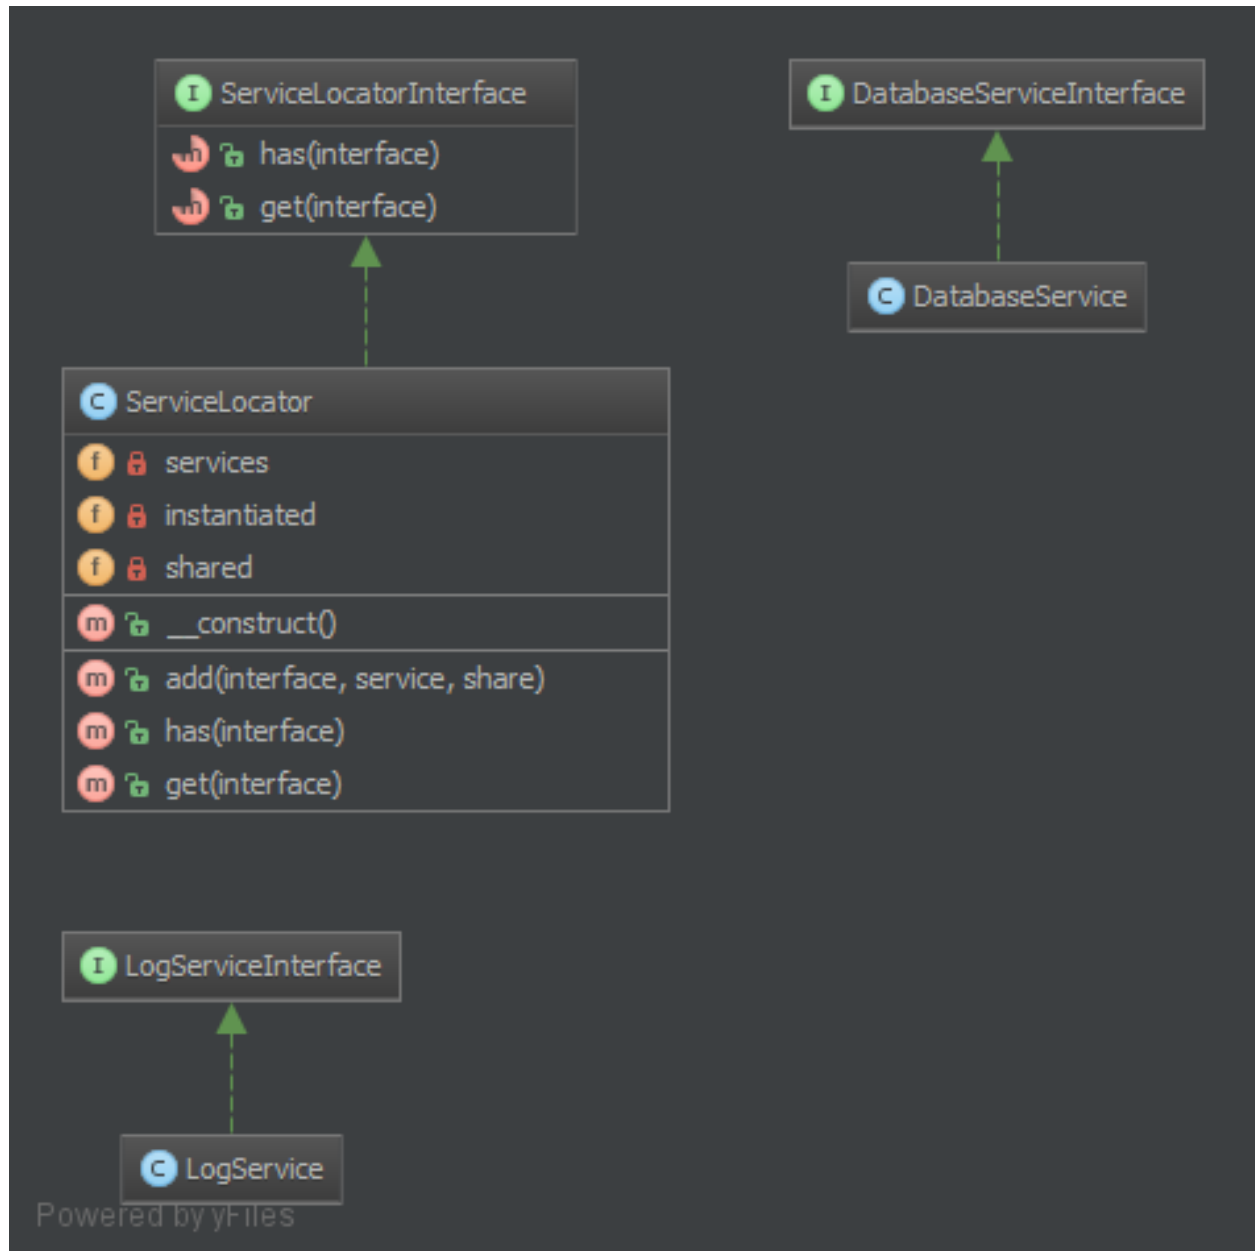 ServiceLocatorInterface
has(interface)
get(interface)
DatabaseServiceInterface
DatabaseService
ServiceLocator
services
instantiated
shared
__construct()
add(interface, service, share)
has(interface)
get(interface)
LogServiceInterface
LogService
Powered by yFiles